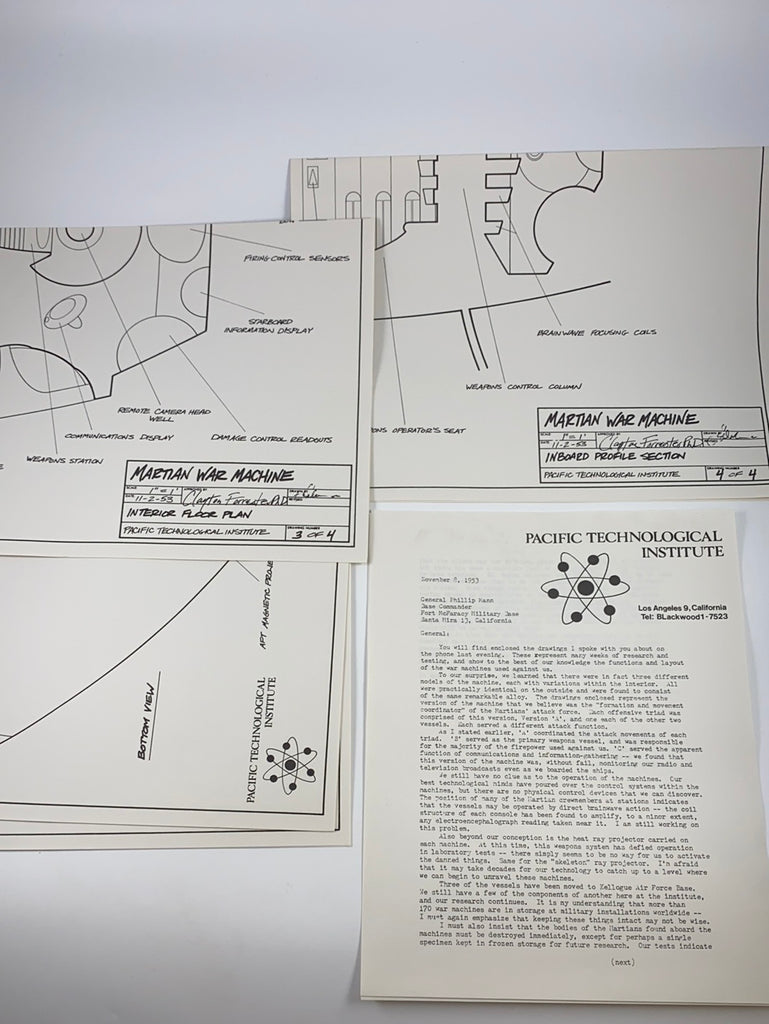 FIRING CONTROL SENSORS
STARBOARD
INFORMATION DISPLAY
REMOTE CAMERA HEAD
WELL
COMMUNICATIONS DISPLAY
DAMAGE CONTROL READOUTS
WEAPONS STATION
MARTIAN WAR MACHINE
SCALE 1" = 1' APPROVED BY Clayton Forrester PhD DRAWN BY
DATE 11-2-53
INTERIOR FLOOR PLAN
PACIFIC TECHNOLOGICAL INSTITUTE
DRAWING NUMBER
3 OF 4
BRAINWAVE FOCUSING COILS
WEAPONS CONTROL COLUMN
ONS OPERATOR'S SEAT
MARTIAN WAR MACHINE
SCALE 1" = 1' APPROVED BY Clayton Forrester PhD DRAWN BY
DATE 11-2-53
INBOARD PROFILE SECTION
PACIFIC TECHNOLOGICAL INSTITUTE
DRAWING NUMBER
4 OF 4
AFT MAGNETIC PROJE
BOTTOM VIEW
PACIFIC TECHNOLOGICAL
INSTITUTE
PACIFIC TECHNOLOGICAL
INSTITUTE
Los Angeles 9, California
Tel: BLackwood1-7523
November 8, 1953
General Phillip Mann
Base Commander
Fort McParacy Military Base
Santa Mira 13, California
General:
You will find enclosed the drawings I spoke with you about on
the phone last evening. These represent many weeks of research and
testing, and show to the best of our knowledge the functions and layout
of the war machines used against us.
To our surprise, we learned that there were in fact three different
models of the machine, each with variations within the interior. All
were practically identical on the outside and were found to consist
of the same remarkable alloy. The drawings enclosed represent the
version of the machine that we believe was the "formation and movement
coordinator" of the Martians' attack force. Each offensive triad was
comprised of this version, Version 'A', and one each of the other two
vessels. Each served a different attack function.
As I stated earlier, 'A' coordinated the attack movements of each
triad. 'B' served as the primary weapons vessel, and was responsible
for the majority of the firepower used against us. 'C' served the apparent
function of communications and information-gathering -- we found that
this version of the machine was, without fail, monitoring our radio and
television broadcasts even as we boarded the ships.
We still have no clue as to the operation of the machines. Our
best technological minds have poured over the control systems within the
machines, but there are no physical control devices that we can discover.
The position of many of the Martian crewmembers at stations indicates
that the vessels may be operated by direct brainwave action -- the coil
structure of each console has been found to amplify, to a minor extent,
any electroencephalograph reading taken near it. I am still working on
this problem.
Also beyond our conception is the heat ray projector carried on
each machine. At this time, this weapons system has defied operation
in laboratory tests -- there simply seems to be no way for us to activate
the damned things. Same for the "skeleton" ray projector. I'm afraid
that it may take decades for our technology to catch up to a level where
we can begin to unravel these machines.
Three of the vessels have been moved to Kellogue Air Force Base.
We still have a few components of another here at the institute,
and our research continues. It is my understanding that more than
170 war machines are in storage at military installations worldwide --
I must again emphasize that keeping these things intact may not be wise.
I must also insist that the bodies of the Martians found aboard the
machines must be destroyed immediately, except for perhaps a single
specimen kept in frozen storage for future research. Our tests indicate
(next)